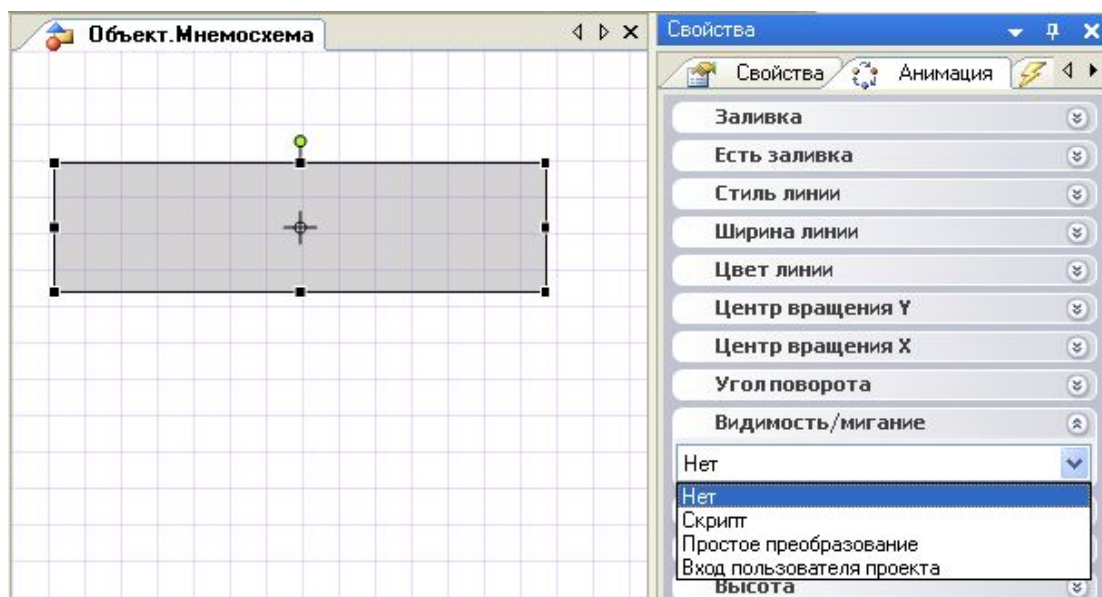 Объект.Мнемосхема
Свойства
Свойства
Анимация
Заливка
Есть заливка
Стиль линии
Ширина линии
Цвет линии
Центр вращения Y
Центр вращения X
Угол поворота
Видимость/мигание
Нет
Нет
Скрипт
Простое преобразование
Вход пользователя проекта
Высота